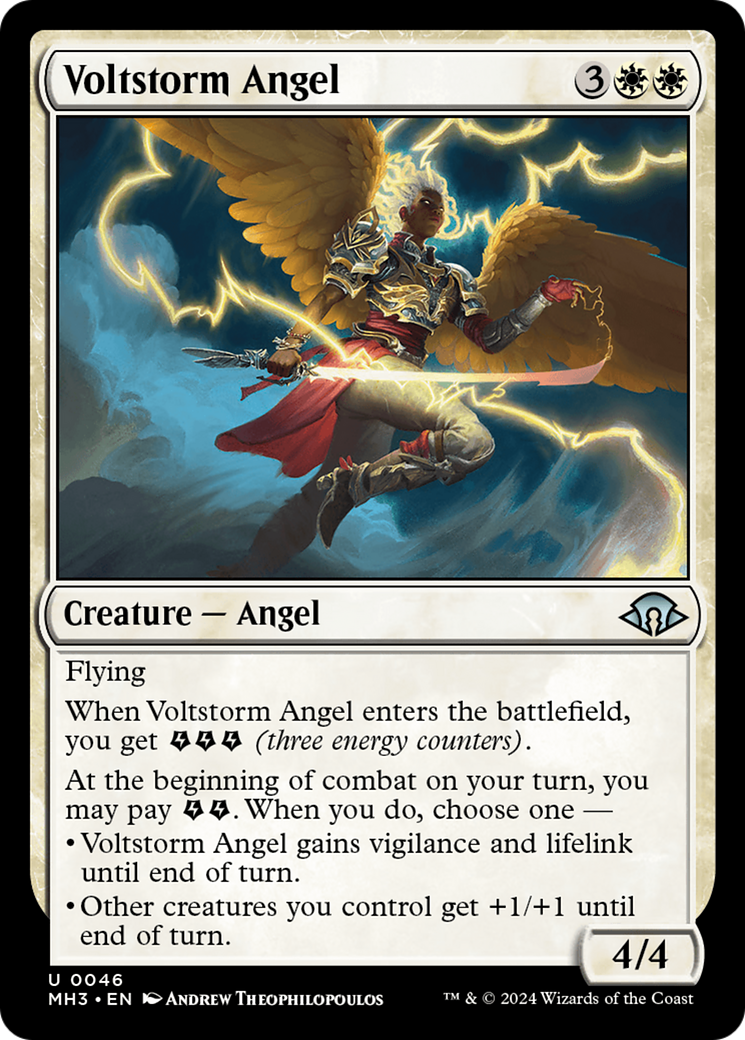 Voltstorm Angel 3
Creature — Angel
Flying
When Voltstorm Angel enters the battlefield,
you get (three energy counters).
At the beginning of combat on your turn, you
may pay . When you do, choose one —
• Voltstorm Angel gains vigilance and lifelink
until end of turn.
• Other creatures you control get +1/+1 until
end of turn.
4/4
U 0046
MH3 • EN Andrew Theophilopoulos ™ & © 2024 Wizards of the Coast